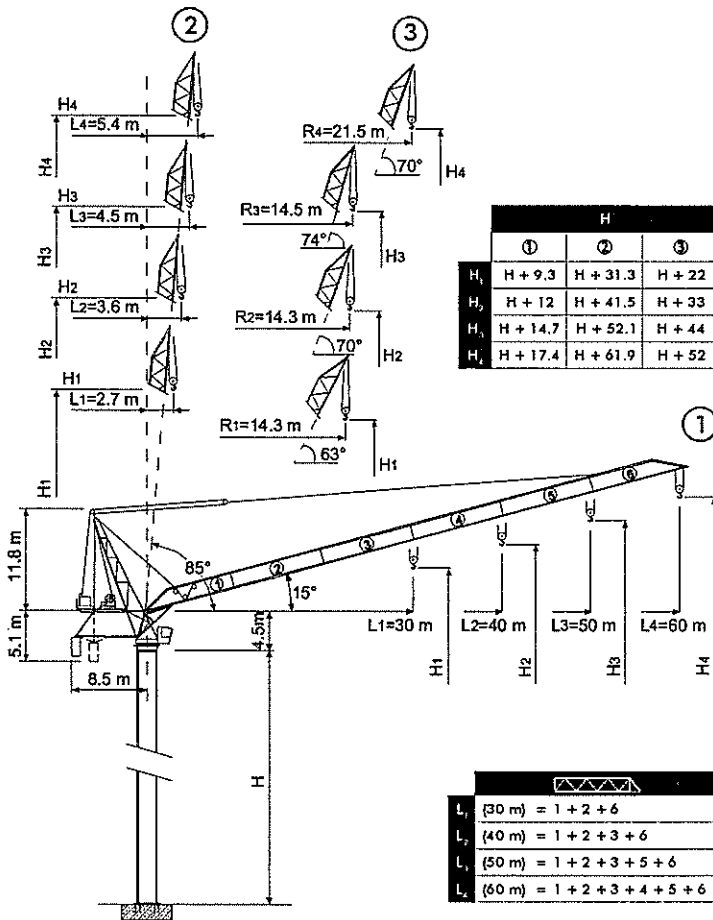 ② ③
H4
L4=5.4 m
H4
R4=21.5 m
70°
H4
H3
L3=4.5 m
H3
R3=14.5 m
74°
H3
H2
L2=3.6 m
H2
R2=14.3 m
70°
H2
H1
L1=2.7 m
H1
R1=14.3 m
63°
H1
H
① ② ③
H₁ H + 9.3 H + 31.3 H + 22
H₂ H + 12 H + 41.5 H + 33
H₃ H + 14.7 H + 52.1 H + 44
H₄ H + 17.4 H + 61.9 H + 52
①
① ② ③ ④ ⑤ ⑥
11.8 m
85°
15°
5.1 m
4.5m
8.5 m
L1=30 m L2=40 m L3=50 m L4=60 m
H1 H2 H3 H4
H
L₁ (30 m) = 1 + 2 + 6
L₂ (40 m) = 1 + 2 + 3 + 6
L₃ (50 m) = 1 + 2 + 3 + 5 + 6
L₄ (60 m) = 1 + 2 + 3 + 4 + 5 + 6